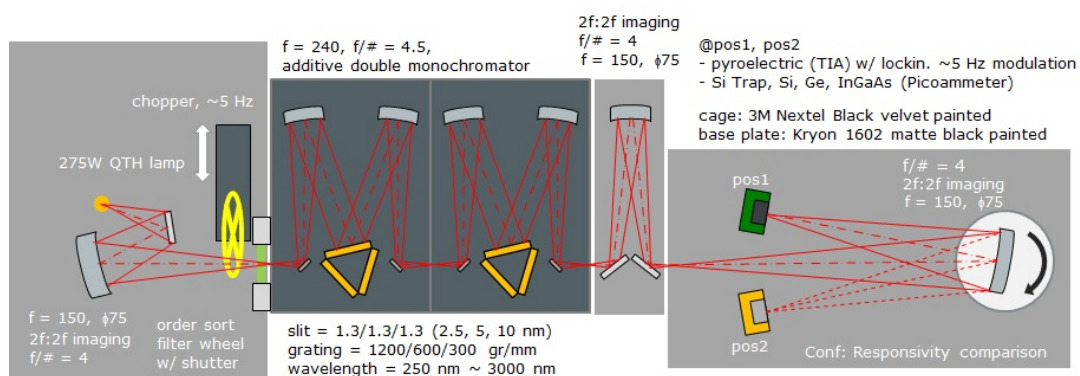 2f:2f imaging
f/# = 4
f = 150, ϕ75
f = 240, f/# = 4.5,
additive double monochromator
@pos1, pos2
- pyroelectric (TIA) w/ lockin. ~5 Hz modulation
- Si Trap, Si, Ge, InGaAs (Picoammeter)
cage: 3M Nextel Black velvet painted
base plate: Kryon 1602 matte black painted
chopper, ~5 Hz
275W QTH lamp
f/# = 4
2f:2f imaging
f = 150, ϕ75
pos1
pos2
f = 150, ϕ75
2f:2f imaging
f/# = 4
order sort
filter wheel
w/ shutter
slit = 1.3/1.3/1.3 (2.5, 5, 10 nm)
grating = 1200/600/300 gr/mm
wavelength = 250 nm ~ 3000 nm
Conf: Responsivity comparison